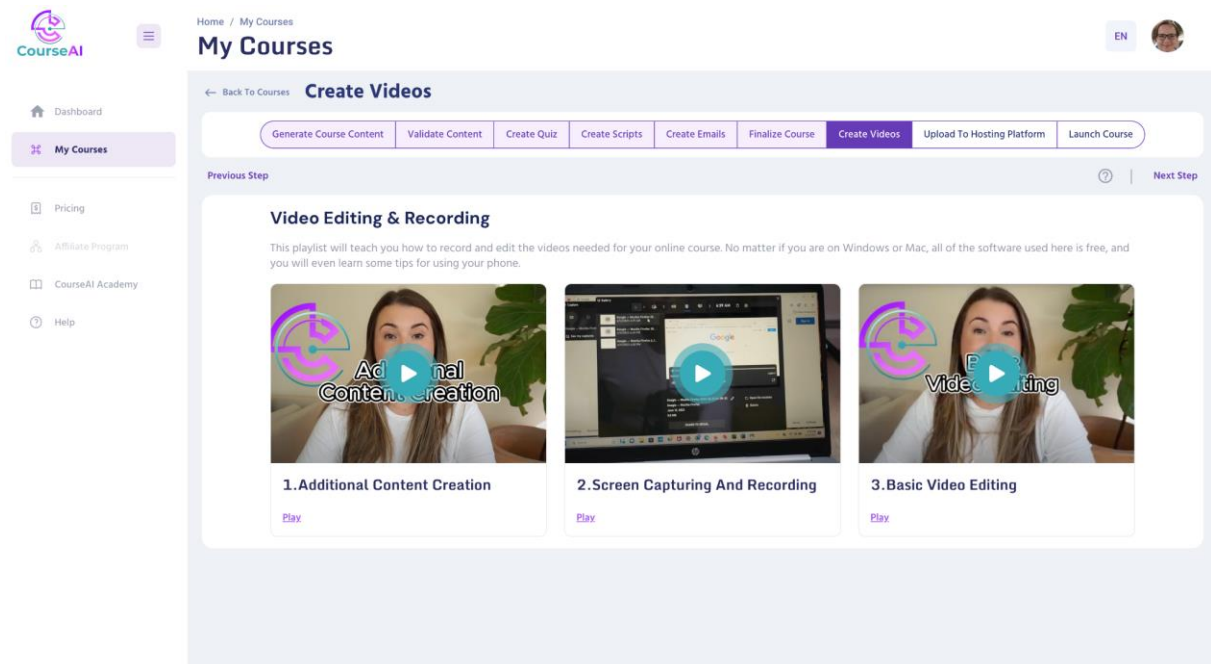 CourseAI
Home / My Courses
My Courses
EN
← Back To Courses Create Videos
Dashboard
My Courses
Pricing
Affiliate Program
CourseAI Academy
Help
Generate Course Content Validate Content Create Quiz Create Scripts Create Emails Finalize Course Create Videos Upload To Hosting Platform Launch Course
Previous Step
Next Step
Video Editing & Recording
This playlist will teach you how to record and edit the videos needed for your online course. No matter if you are on Windows or Mac, all of the software used here is free, and
you will even learn some tips for using your phone.
Content Creation
Google
1.Additional Content Creation
Play
2.Screen Capturing And Recording
Play
3.Basic Video Editing
Play